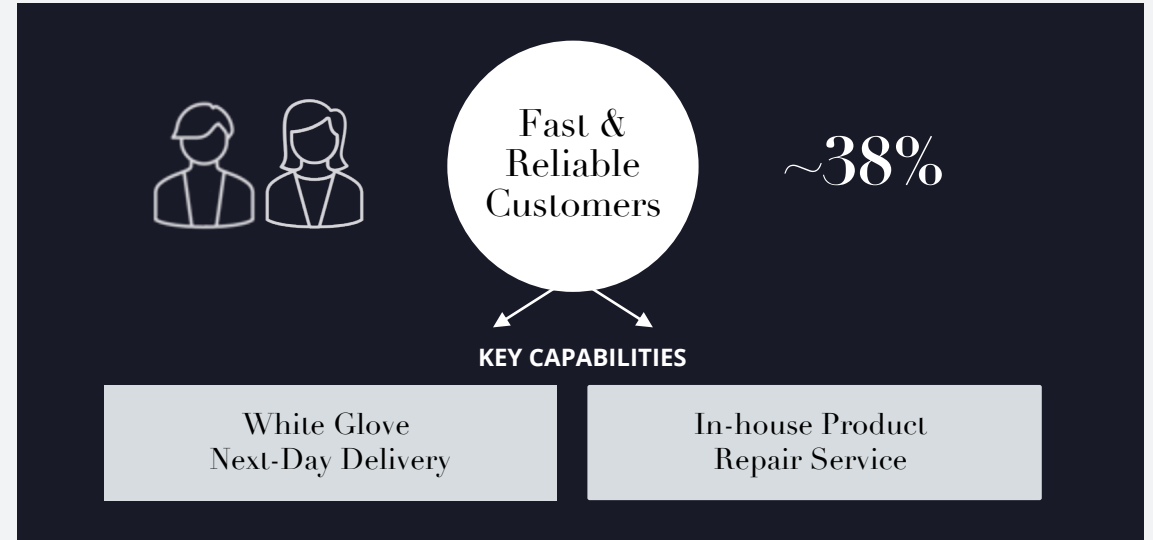 Fast &
Reliable
Customers
~38%
KEY CAPABILITIES
White Glove
Next-Day Delivery
In-house Product
Repair Service